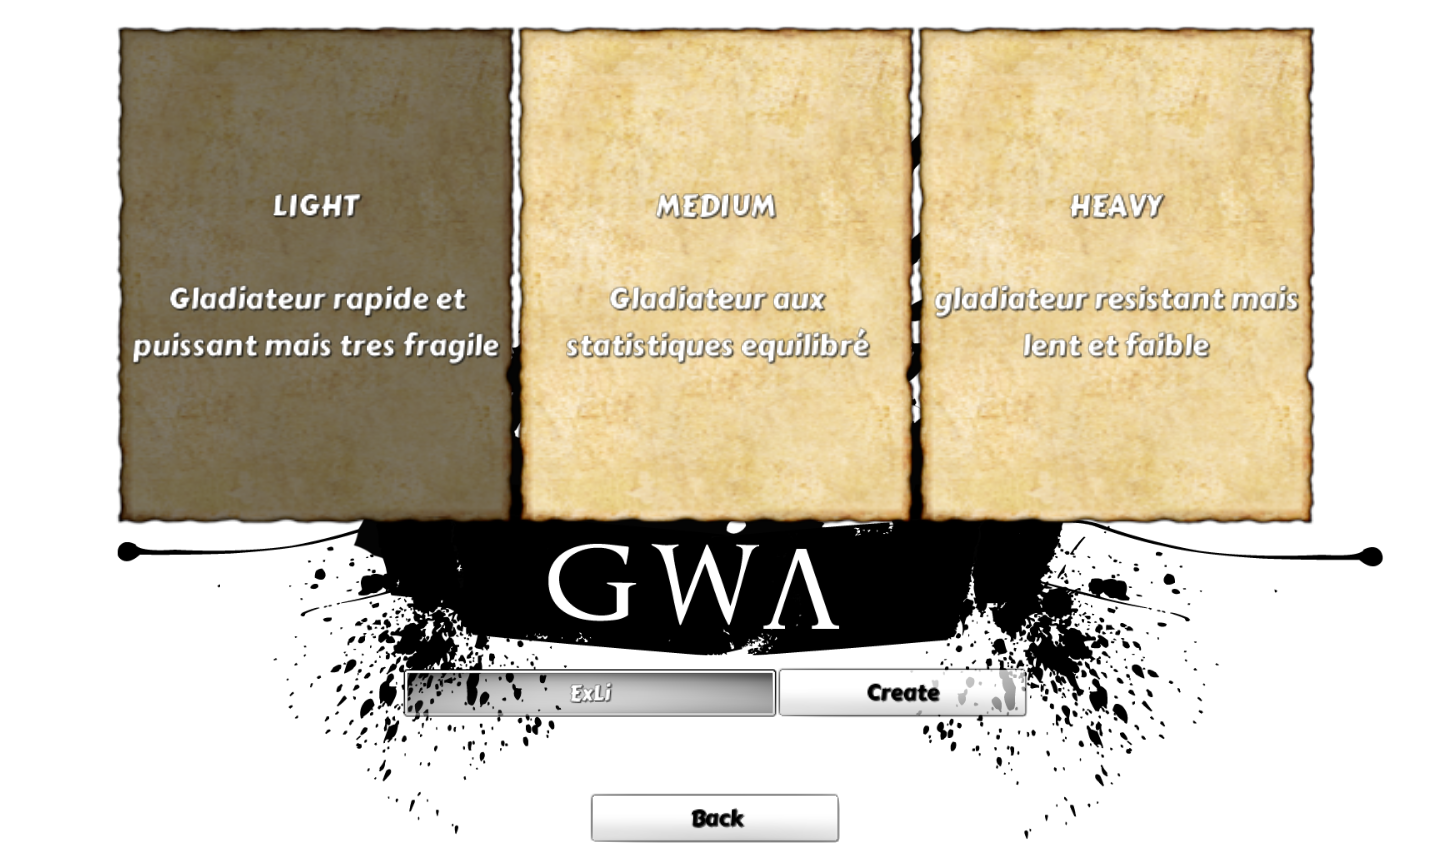 LIGHT
Gladiateur rapide et
puissant mais tres fragile
MEDIUM
Gladiateur aux
statistiques equilibré
HEAVY
gladiateur resistant mais
lent et faible
GWΛ
ExLi
Create
Back